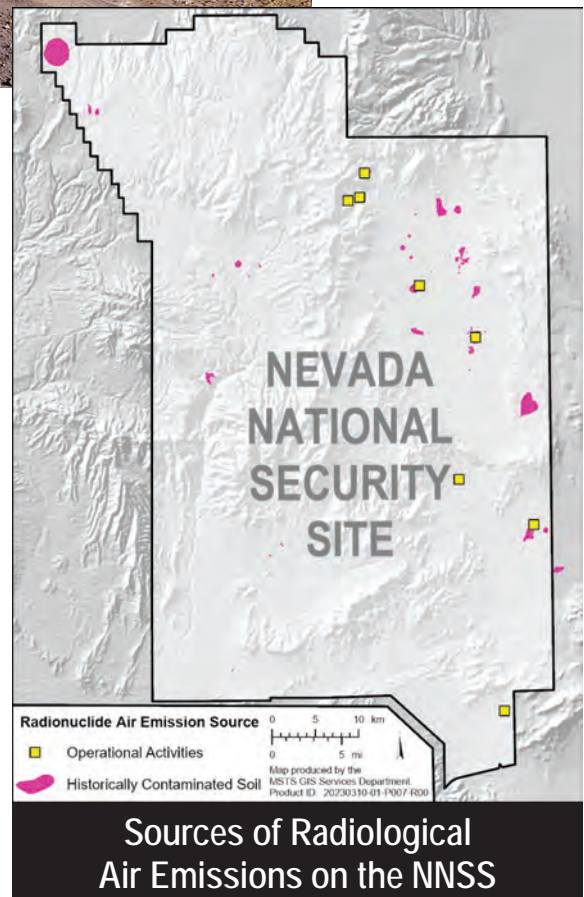 NEVADA
NATIONAL
SECURITY
SITE
Radionuclide Air Emission Source
Operational Activities
Historically Contaminated Soil
0 5 10 km
0 5 mi
Map produced by the
MSTS GIS Services Department
Product ID: 20230310-01-P007-R00
Sources of Radiological
Air Emissions on the NNSS